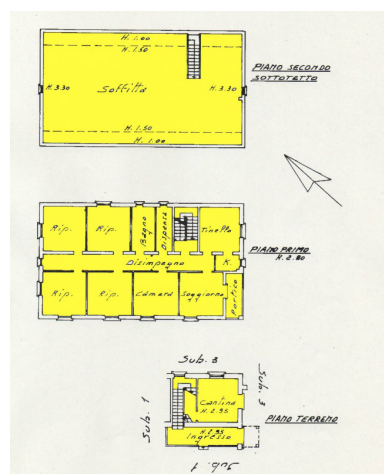 H. 1.00
H. 1.50
PIANO SECONDO
SOTTOTETTO
H. 3.30
Soffitta
H. 3.30
H. 1.50
H. 1.00
Rip.
Rip.
Bagno
Dispensa
Tinello
PIANO PRIMO
H. 2.80
Disimpegno
K.
Rip.
Rip.
Camera
Soggiorno
Portico
Sub. 3
Sub. 3
Sub. 1
Cantina
H. 2.95
PIANO TERRENO
H. 2.95
Ingresso
Sub. 1